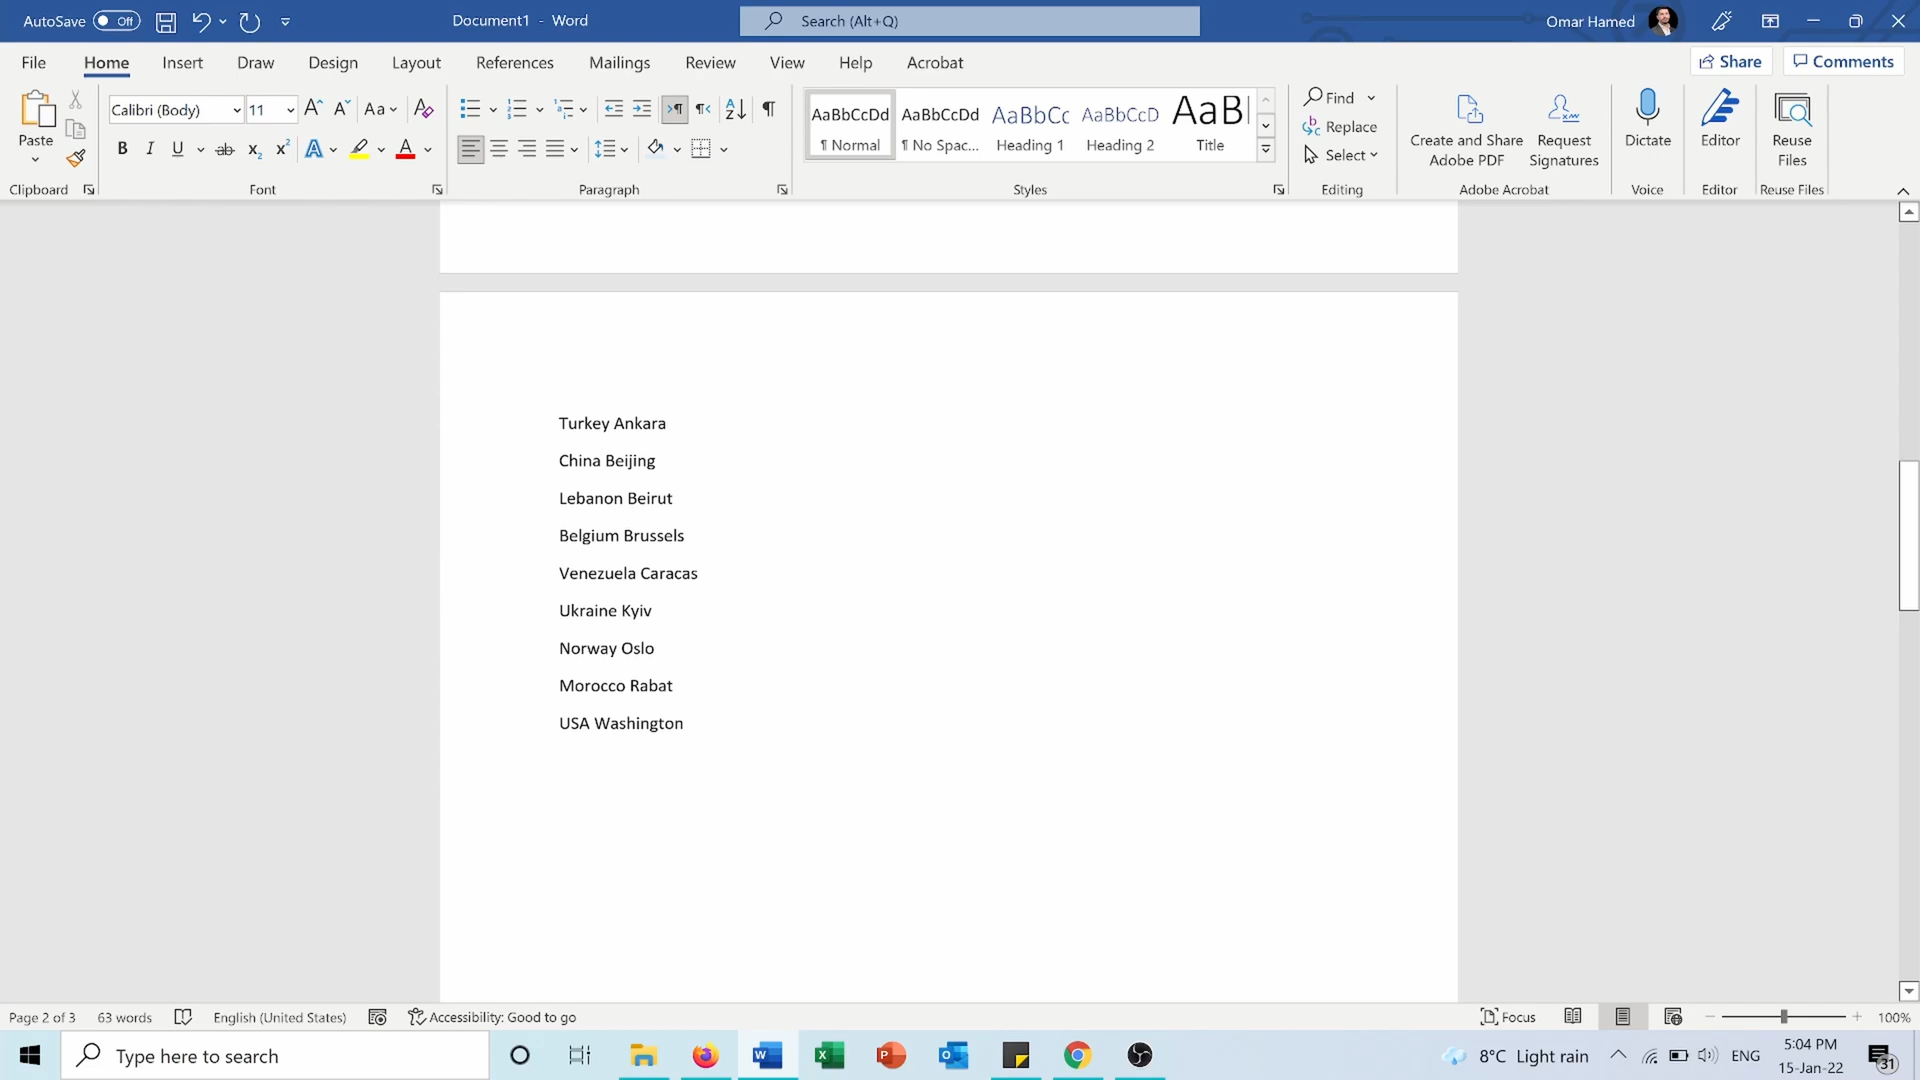 AutoSave Off Document1 - Word Search (Alt+Q) Omar Hamed
File Home Insert Draw Design Layout References Mailings Review View Help Acrobat Share Comments
Paste
Clipboard
Calibri (Body) 11 Aa
B I U ab x2 x2 A A
Font
Paragraph
AaBbCcDd AaBbCcDd AaBbCc AaBbCcD AaB
¶ Normal ¶ No Spac... Heading 1 Heading 2 Title
Styles
Find
Replace
Select
Editing
Create and Share Adobe PDF
Request Signatures
Adobe Acrobat
Dictate
Voice
Editor
Editor
Reuse Files
Reuse Files
Turkey Ankara
China Beijing
Lebanon Beirut
Belgium Brussels
Venezuela Caracas
Ukraine Kyiv
Norway Oslo
Morocco Rabat
USA Washington
Page 2 of 3 63 words English (United States) Accessibility: Good to go Focus 100%
Type here to search 8°C Light rain ENG 5:04 PM
15-Jan-22 31